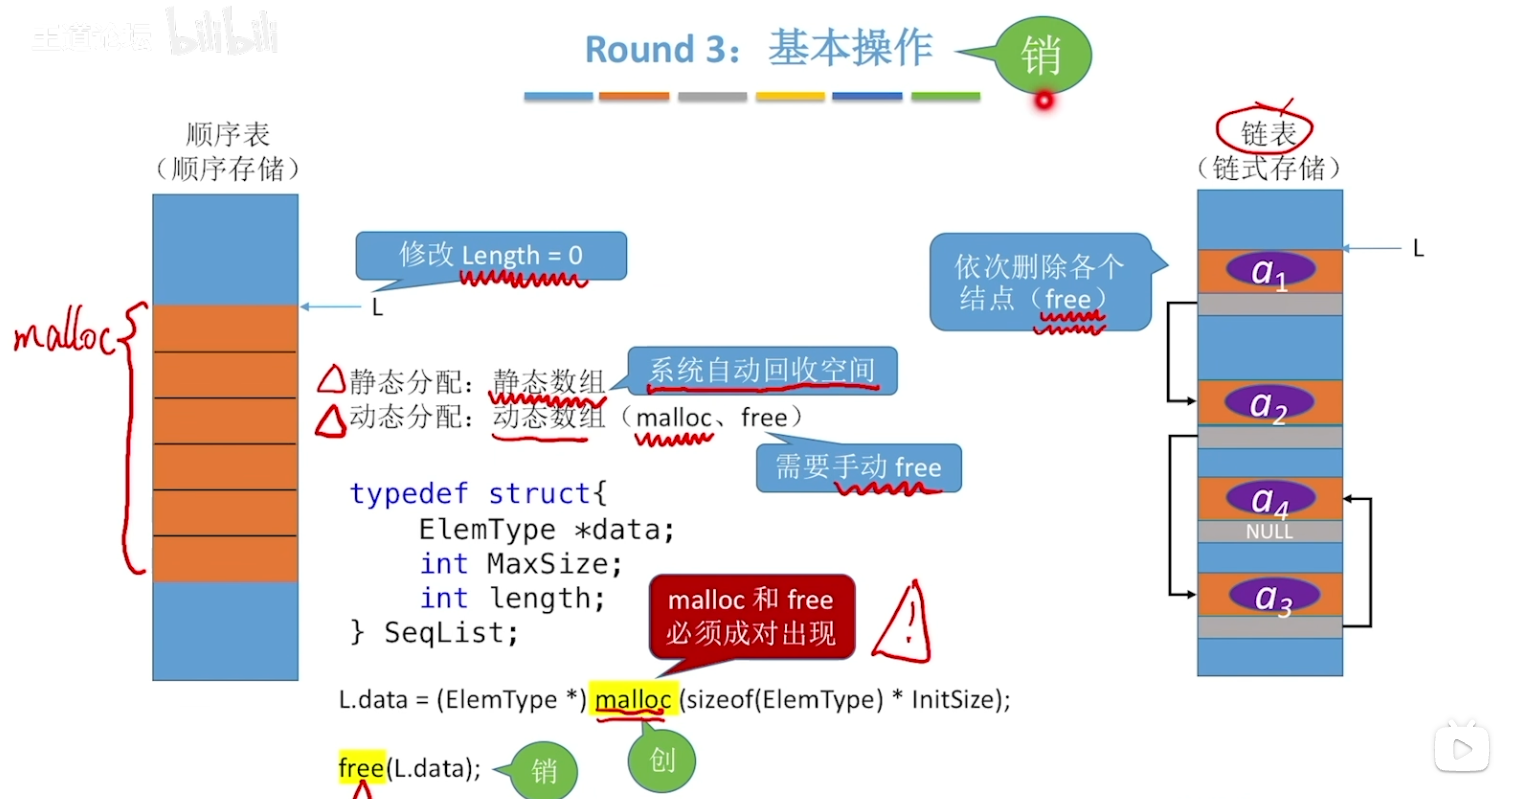 王道论坛 bilibili
Round 3：基本操作
销
顺序表
（顺序存储）
链表
（链式存储）
修改 Length = 0
L
malloc
依次删除各个
结点（free）
L
a1
a2
a4
NULL
a3
静态分配：静态数组
系统自动回收空间
动态分配：动态数组（malloc、free）
需要手动 free
typedef struct{
ElemType *data;
int MaxSize;
int length;
} SeqList;
malloc 和 free
必须成对出现
!
L.data = (ElemType *) malloc (sizeof(ElemType) * InitSize);
创
free(L.data);
销